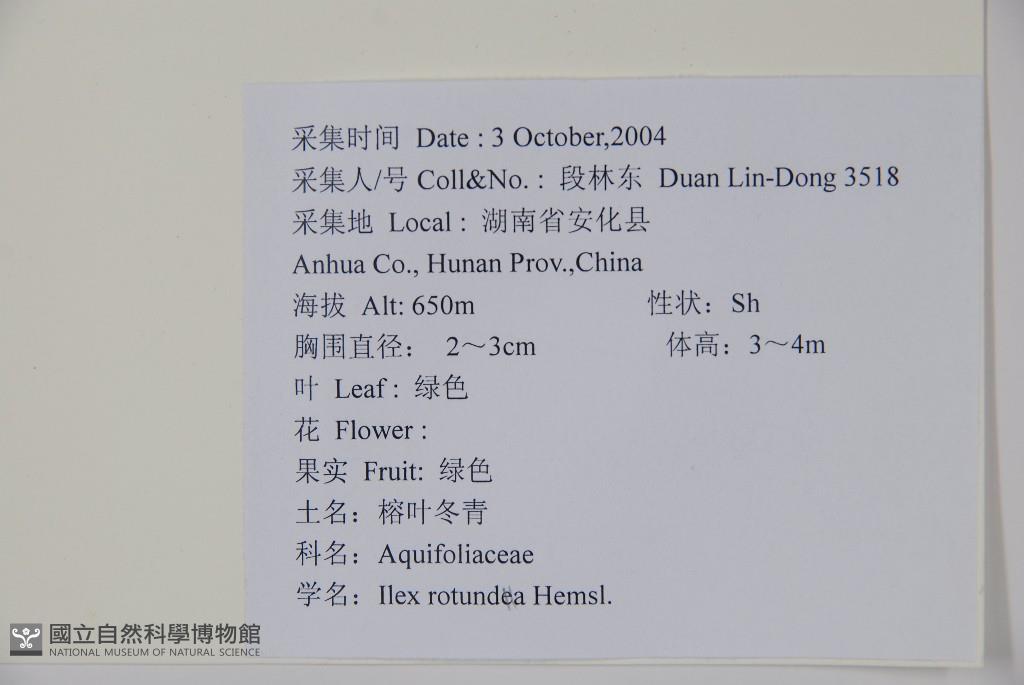 采集时间 Date : 3 October,2004
采集人/号 Coll&No. : 段林东 Duan Lin-Dong 3518
采集地 Local : 湖南省安化县
Anhua Co., Hunan Prov.,China
海拔 Alt: 650m 性状：Sh
胸围直径： 2～3cm 体高：3～4m
叶 Leaf : 绿色
花 Flower :
果实 Fruit: 绿色
土名：榕叶冬青
科名：Aquifoliaceae
学名：Ilex rotundea Hemsl.
國立自然科學博物館
NATIONAL MUSEUM OF NATURAL SCIENCE